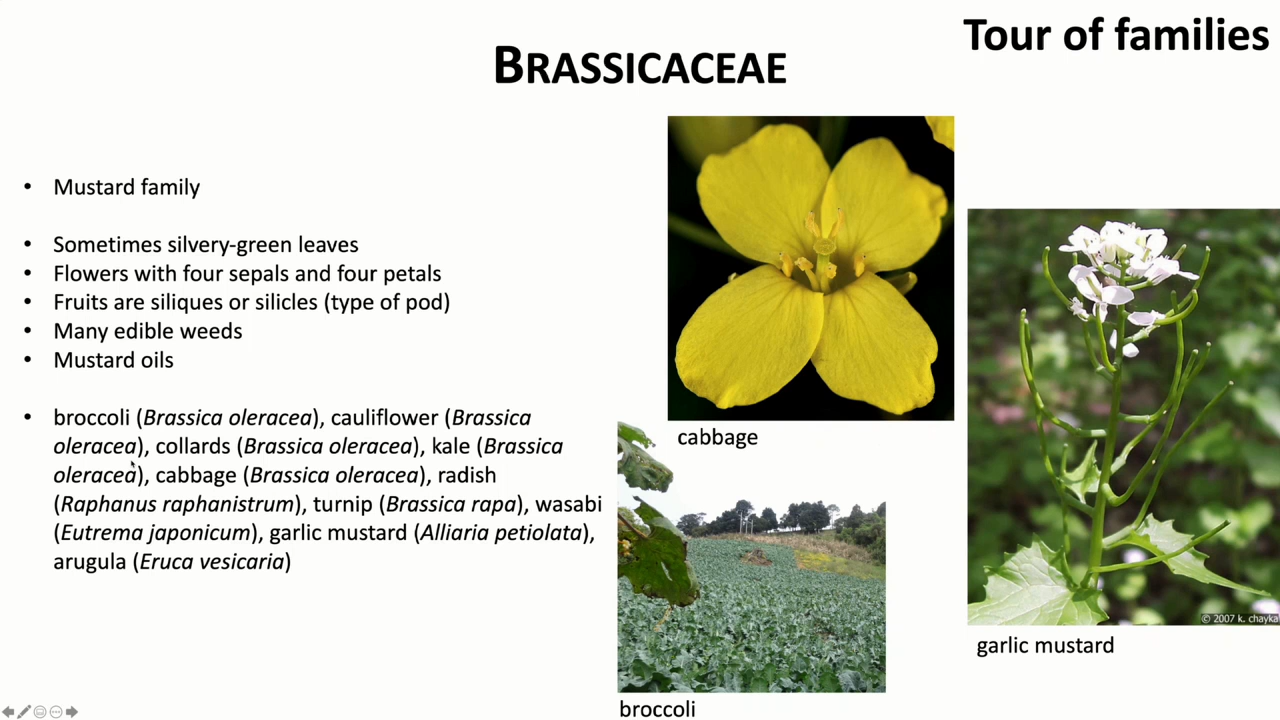 Tour of families
BRASSICACEAE
• Mustard family
• Sometimes silvery-green leaves
• Flowers with four sepals and four petals
• Fruits are siliques or silicles (type of pod)
• Many edible weeds
• Mustard oils
• broccoli (Brassica oleracea), cauliflower (Brassica
oleracea), collards (Brassica oleracea), kale (Brassica
oleracea), cabbage (Brassica oleracea), radish
(Raphanus raphanistrum), turnip (Brassica rapa), wasabi
(Eutrema japonicum), garlic mustard (Alliaria petiolata),
arugula (Eruca vesicaria)
cabbage
© 2007 k. chayka
garlic mustard
broccoli